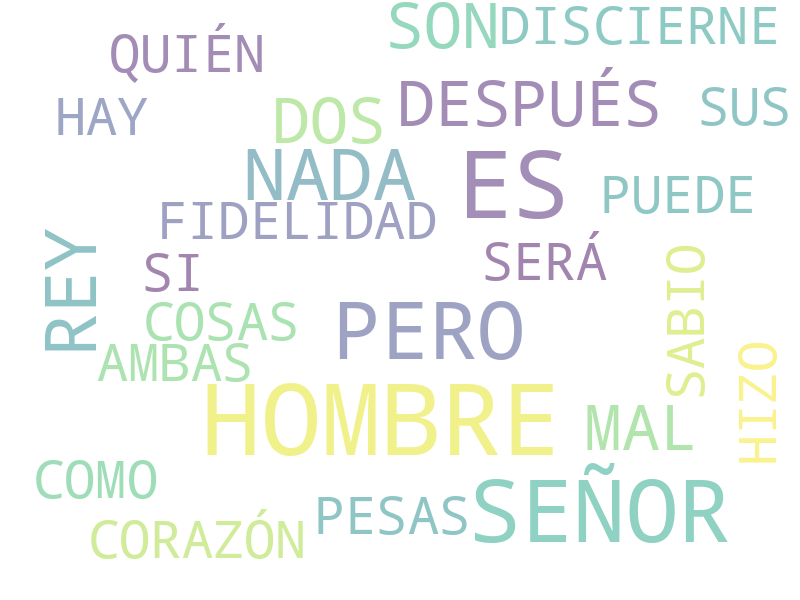 SON DISCIERNE
QUIÉN
HAY
DOS
DESPUÉS
SUS
NADA
ES
PUEDE
FIDELIDAD
REY
SI
SERÁ
SABIO
COSAS
PERO
AMBAS
HIZO
HOMBRE
MAL
COMO
CORAZÓN
PESAS
SEÑOR